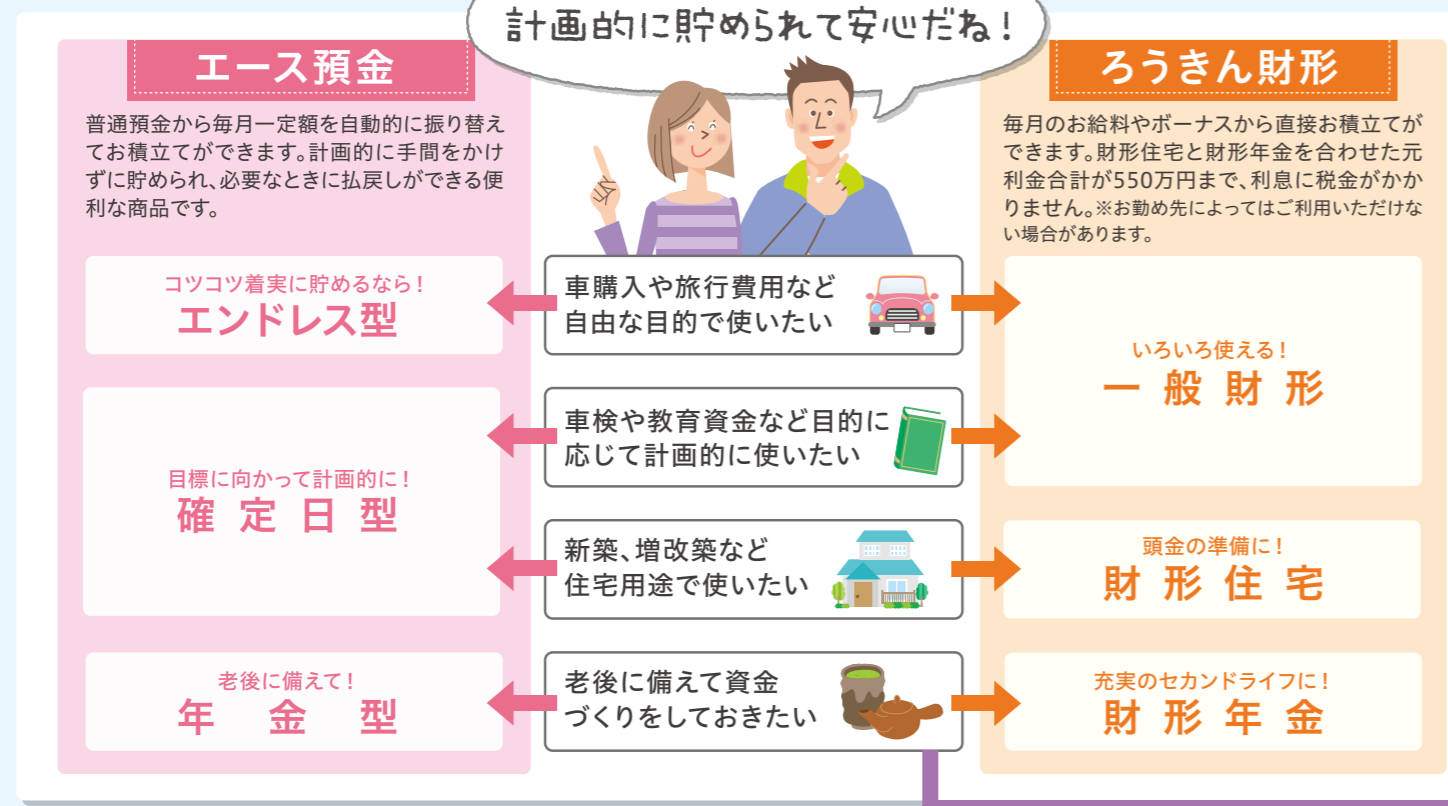 計画的に貯められて安心だね!
エース預金
普通預金から毎月一定額を自動的に振り替え
てお積立てができます。計画的に手間をかけ
ずに貯められ、必要なときに払戻しができる便
利な商品です。
ろうきん財形
毎月のお給料やボーナスから直接お積立てが
できます。財形住宅と財形年金を合わせた元
利金合計が550万円まで、利息に税金がかか
りません。※お勤め先によってはご利用いただけな
い場合があります。
コツコツ着実に貯めるなら!
エンドレス型
車購入や旅行費用など
自由な目的で使いたい
いろいろ使える!
一般財形
車検や教育資金など目的に
応じて計画的に使いたい
目標に向かって計画的に!
確定日型
新築、増改築など
住宅用途で使いたい
頭金の準備に!
財形住宅
老後に備えて!
年金型
老後に備えて資金
づくりをしておきたい
充実のセカンドライフに!
財形年金